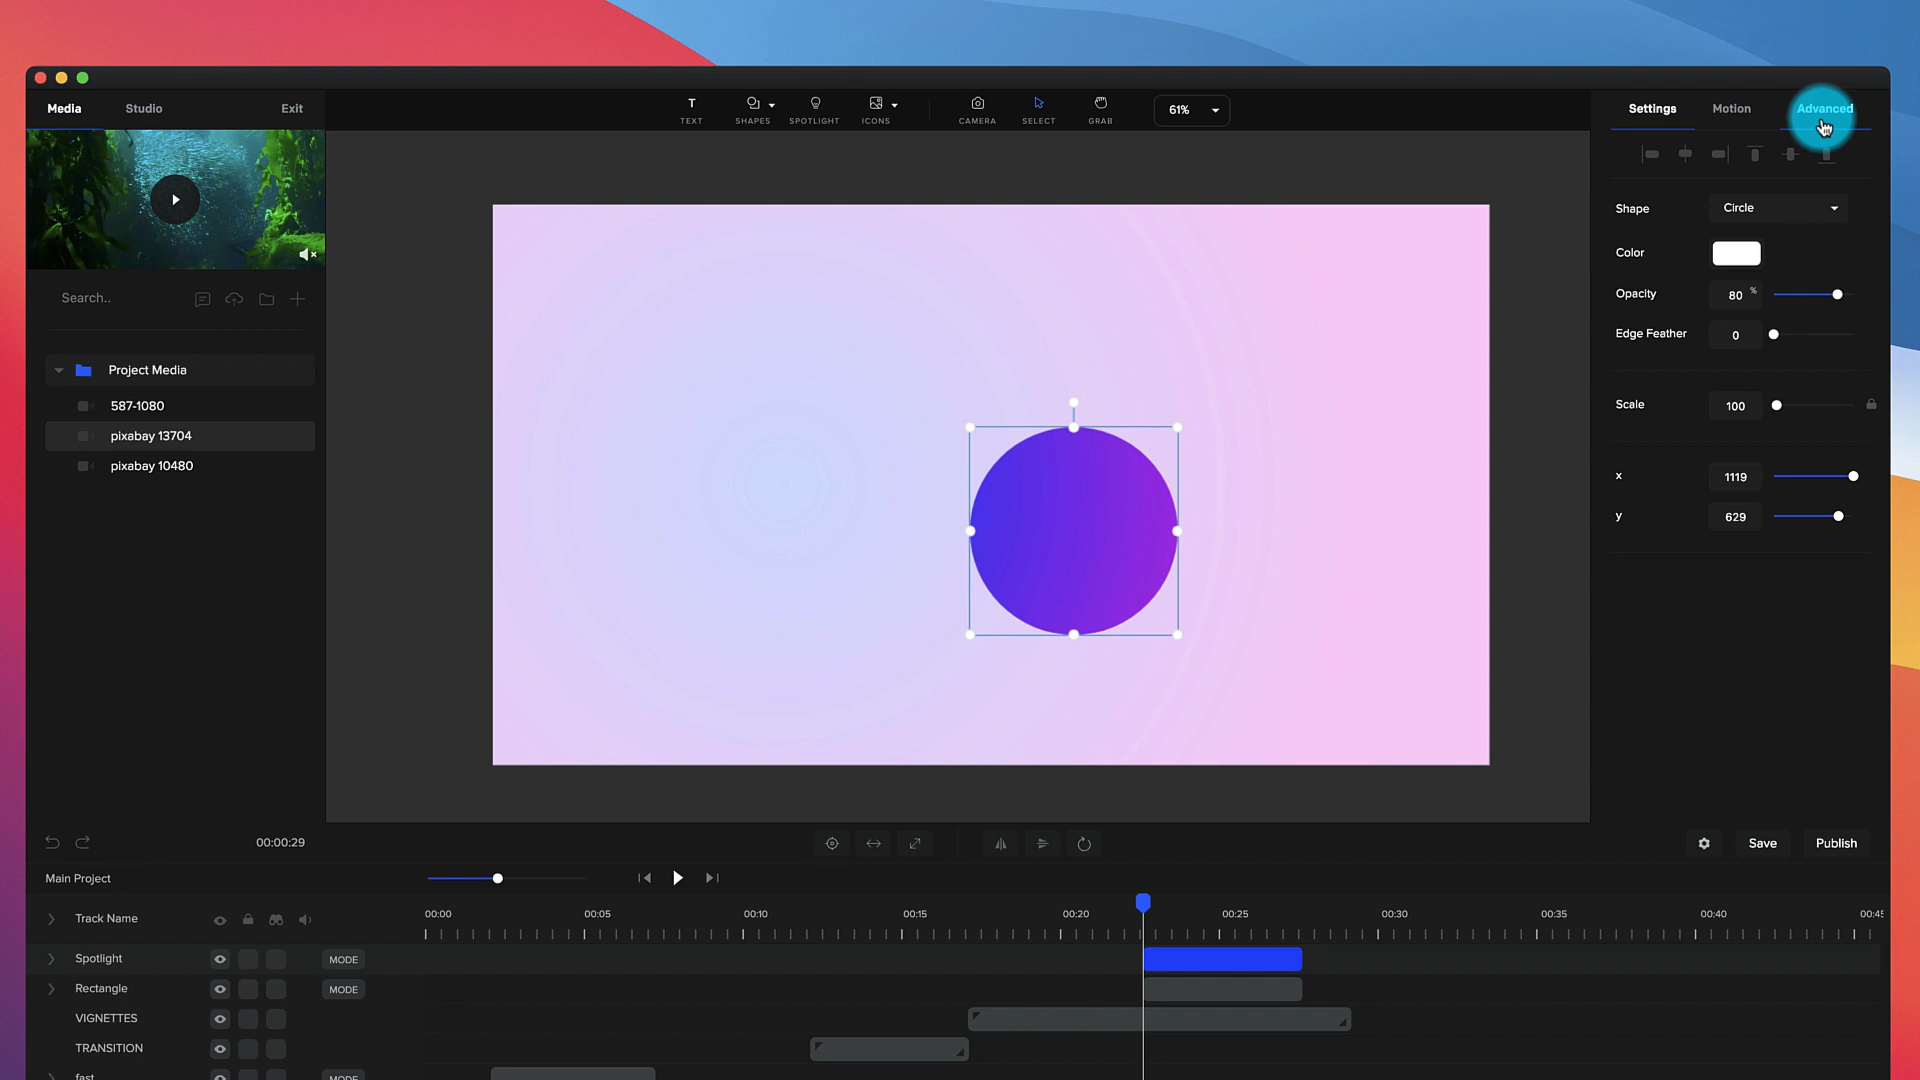 Media Studio Exit
TEXT SHAPES SPOTLIGHT ICONS CAMERA SELECT GRAB 61%
Settings Motion Advanced
Search..
Project Media
587-1080
pixabay 13704
pixabay 10480
Shape Circle
Color
Opacity 80 %
Edge Feather 0
Scale 100
x 1119
y 629
00:00:29 Save Publish
Main Project
Track Name 00:00 00:05 00:10 00:15 00:20 00:25 00:30 00:35 00:40 00:45
Spotlight MODE
Rectangle MODE
VIGNETTES
TRANSITION
fast MODE